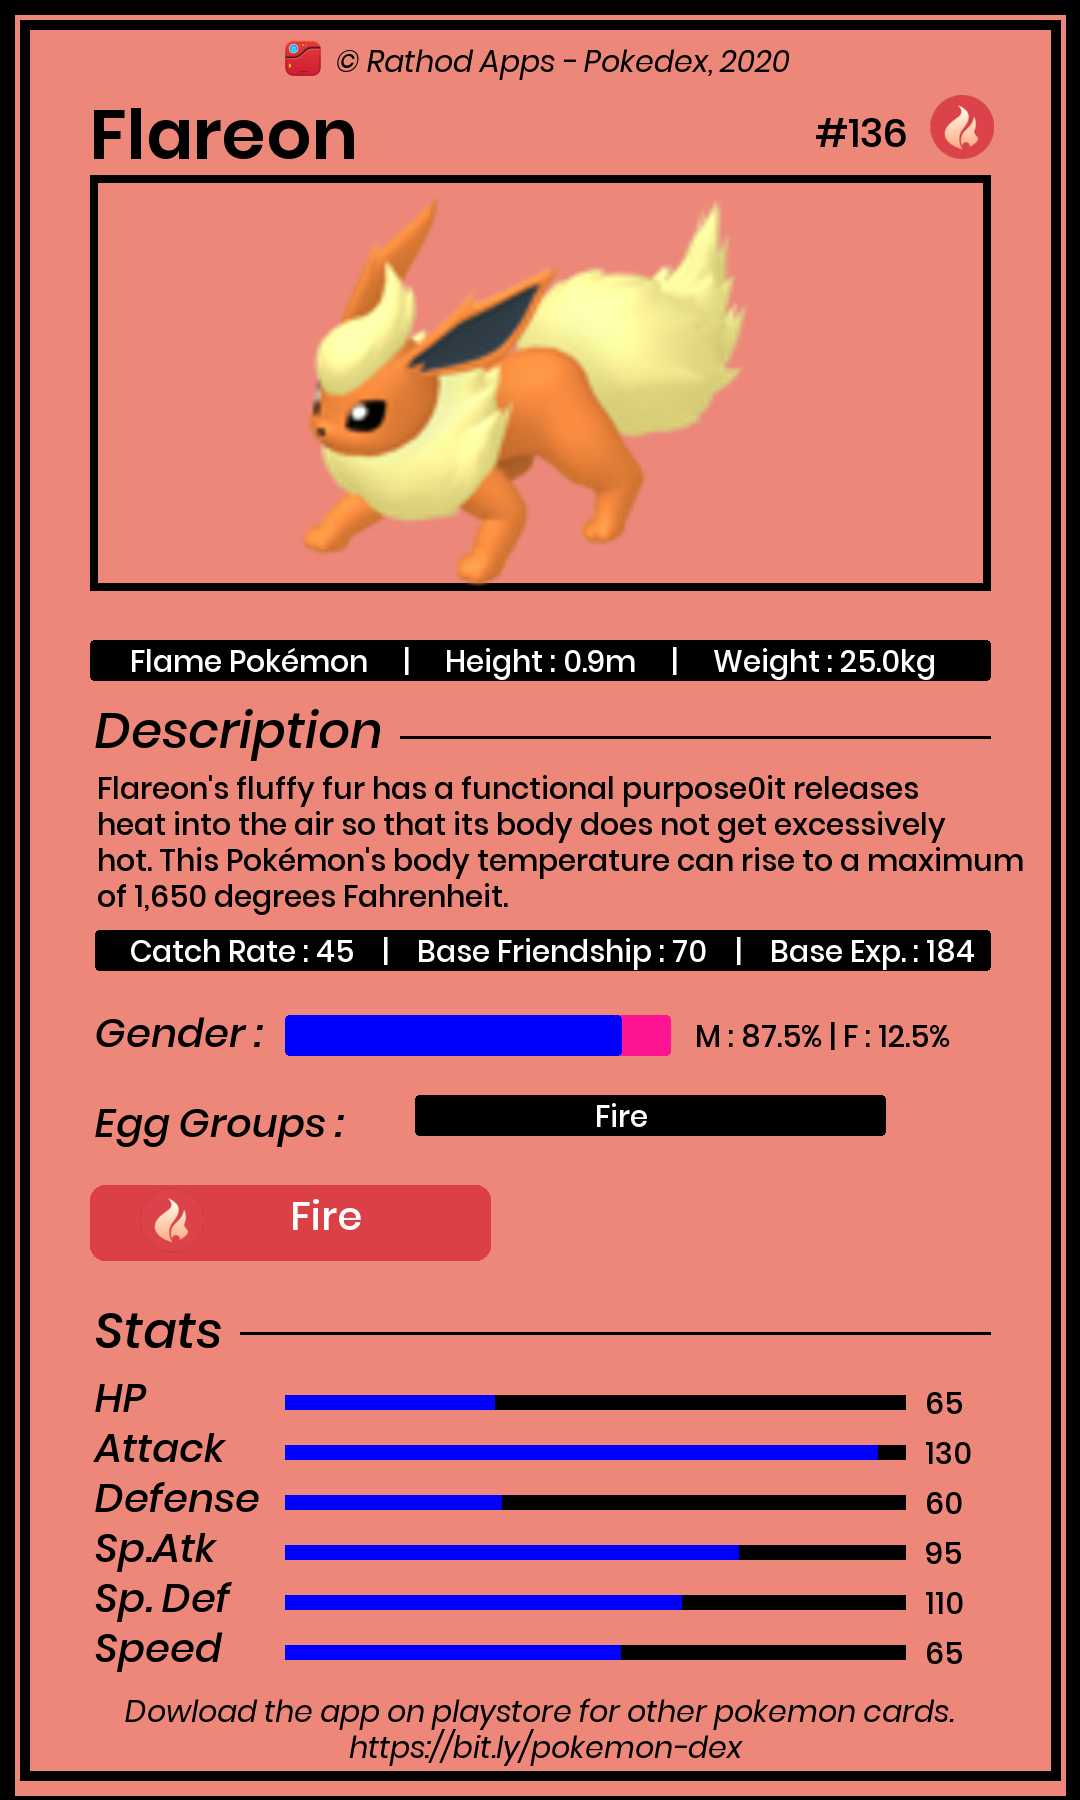 © Rathod Apps - Pokedex, 2020
Flareon #136
Flame Pokémon | Height : 0.9m | Weight : 25.0kg
Description
Flareon's fluffy fur has a functional purpose0it releases
heat into the air so that its body does not get excessively
hot. This Pokémon's body temperature can rise to a maximum
of 1,650 degrees Fahrenheit.
Catch Rate : 45 | Base Friendship : 70 | Base Exp. : 184
Gender : M : 87.5% | F : 12.5%
Egg Groups : Fire
Fire
Stats
HP 65
Attack 130
Defense 60
Sp.Atk 95
Sp. Def 110
Speed 65
Dowload the app on playstore for other pokemon cards.
https://bit.ly/pokemon-dex